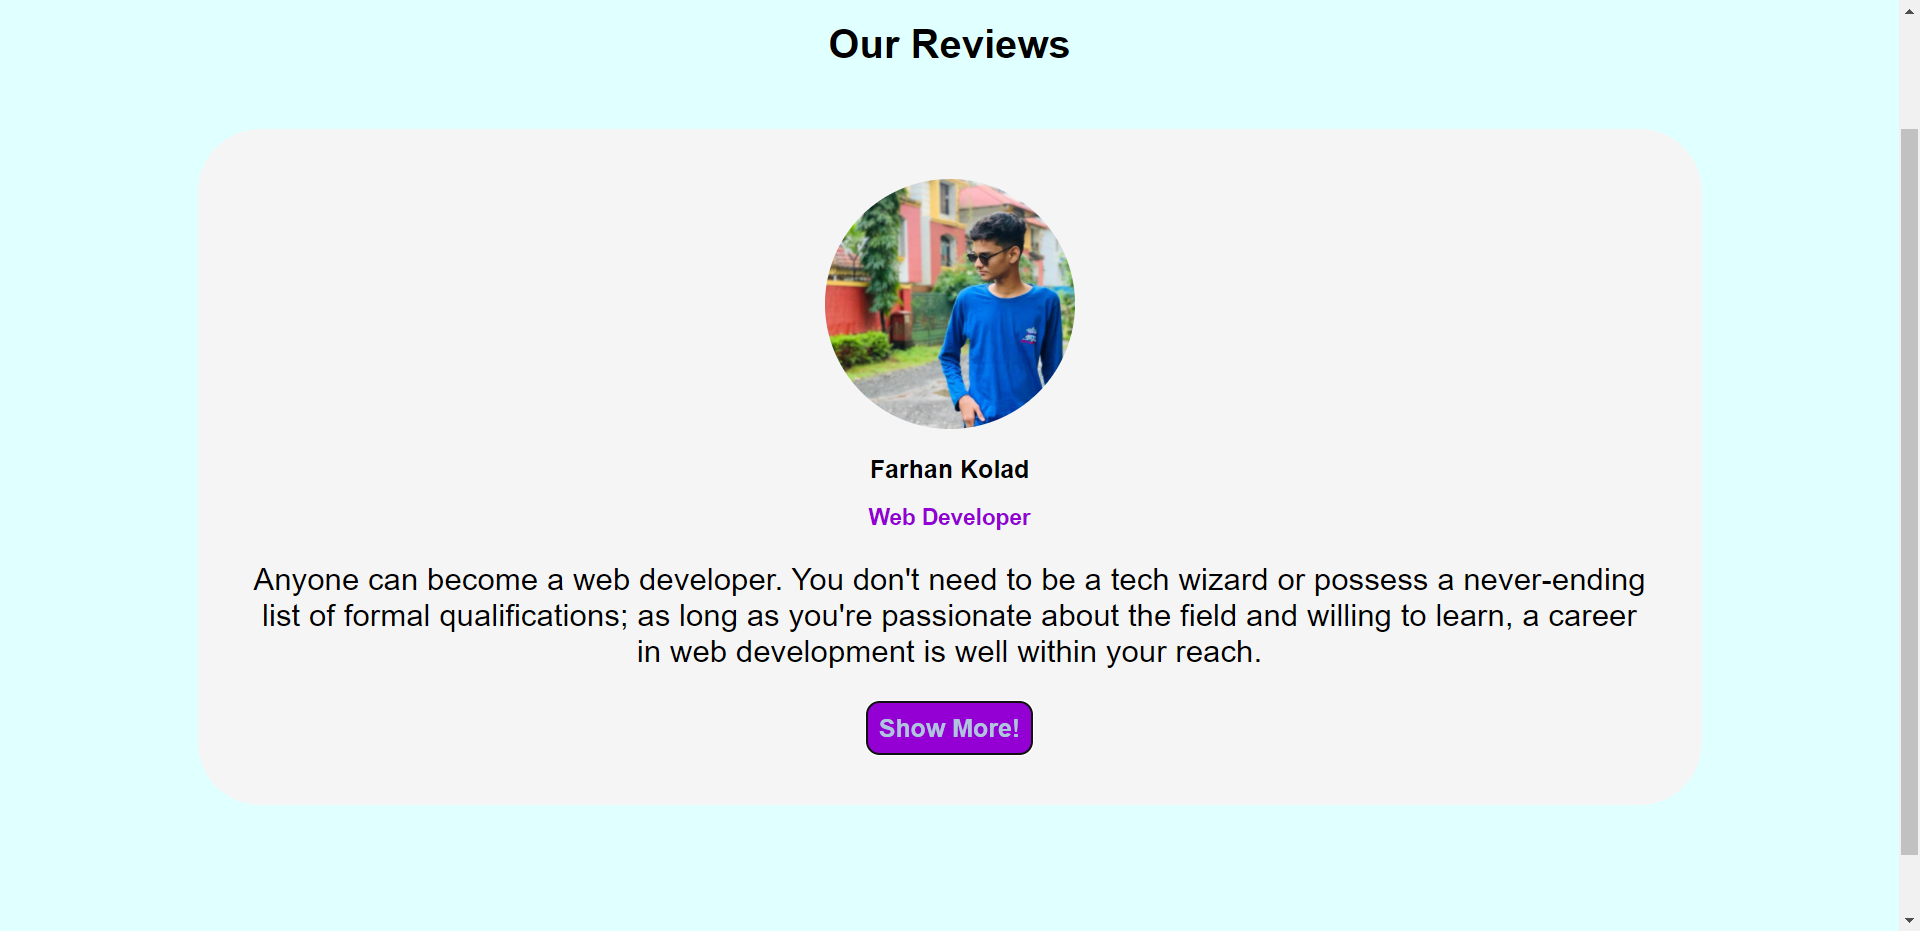 Our Reviews
Farhan Kolad
Web Developer
Anyone can become a web developer. You don't need to be a tech wizard or possess a never-ending
list of formal qualifications; as long as you're passionate about the field and willing to learn, a career
in web development is well within your reach.
Show More!